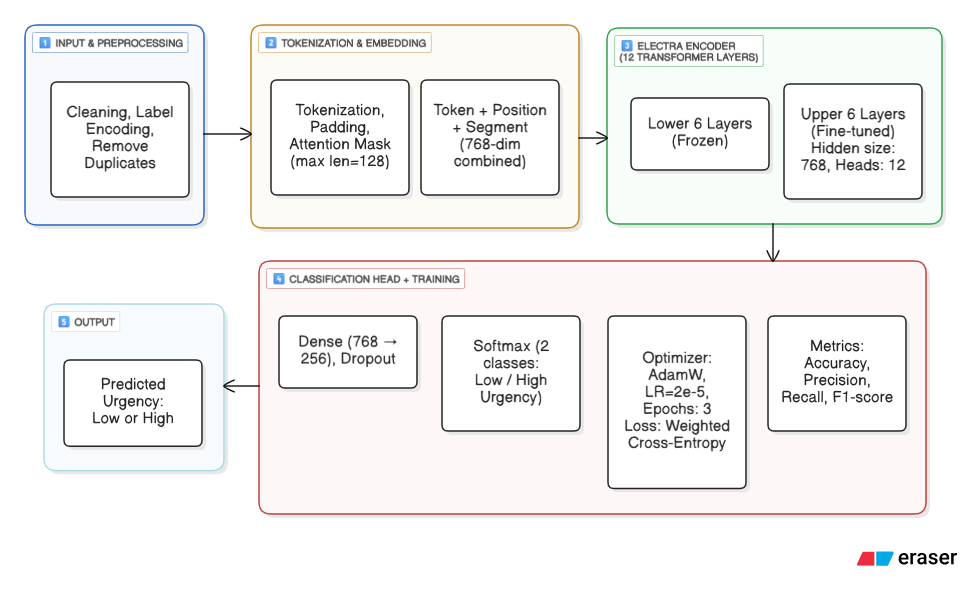 1 INPUT & PREPROCESSING
Cleaning, Label
Encoding,
Remove
Duplicates
2 TOKENIZATION & EMBEDDING
Tokenization,
Padding,
Attention Mask
(max len=128)
Token + Position
+ Segment
(768-dim
combined)
3 ELECTRA ENCODER
(12 TRANSFORMER LAYERS)
Lower 6 Layers
(Frozen)
Upper 6 Layers
(Fine-tuned)
Hidden size:
768, Heads: 12
4 CLASSIFICATION HEAD + TRAINING
Dense (768 →
256), Dropout
Softmax (2
classes:
Low / High
Urgency)
Optimizer:
AdamW,
LR=2e-5,
Epochs: 3
Loss: Weighted
Cross-Entropy
Metrics:
Accuracy,
Precision,
Recall, F1-score
5 OUTPUT
Predicted
Urgency:
Low or High
eraser